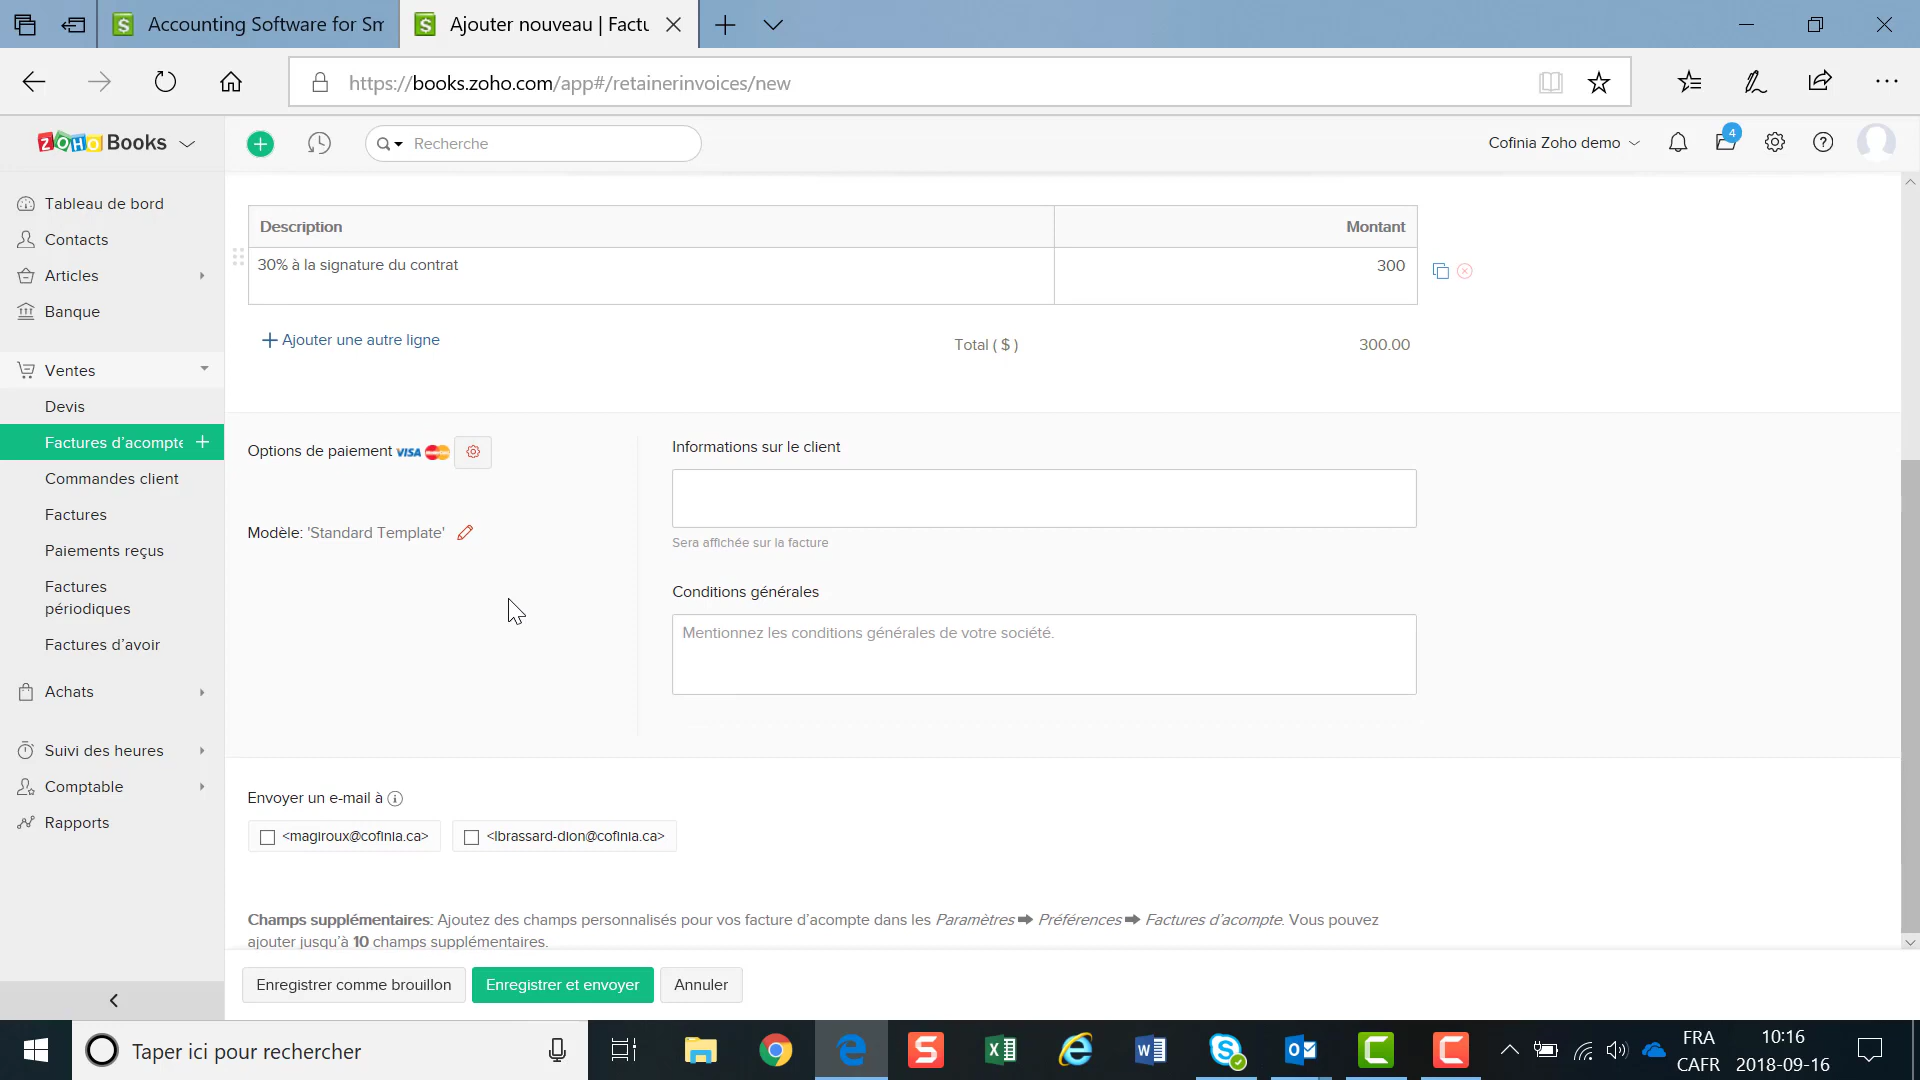 Accounting Software for Sm
Ajouter nouveau | Factu
https://books.zoho.com/app#/retainerinvoices/new
ZOHO Books
Recherche
Cofinia Zoho demo
4
Tableau de bord
Contacts
Articles
Banque
Ventes
Devis
Factures d'acompte
Commandes client
Factures
Paiements reçus
Factures
périodiques
Factures d'avoir
Achats
Suivi des heures
Comptable
Rapports
Description Montant
30% à la signature du contrat 300
Ajouter une autre ligne
Total ( $ ) 300.00
Options de paiement VISA
Modèle: 'Standard Template'
Informations sur le client
Sera affichée sur la facture
Conditions générales
Mentionnez les conditions générales de votre société.
Envoyer un e-mail à
<magiroux@cofinia.ca> <lbrassard-dion@cofinia.ca>
Champs supplémentaires: Ajoutez des champs personnalisés pour vos facture d'acompte dans les Paramètres ➡ Préférences ➡ Factures d'acompte. Vous pouvez
ajouter jusqu'à 10 champs supplémentaires.
Enregistrer comme brouillon Enregistrer et envoyer Annuler
Taper ici pour rechercher
FRA
CAFR
10:16
2018-09-16